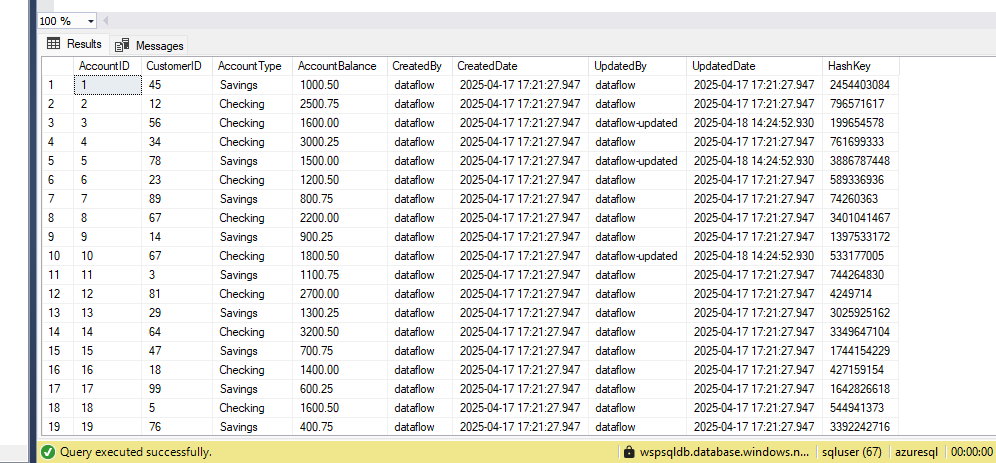 100 %
Results Messages
AccountID CustomerID AccountType AccountBalance CreatedBy CreatedDate UpdatedBy UpdatedDate HashKey
1 1 45 Savings 1000.50 dataflow 2025-04-17 17:21:27.947 dataflow 2025-04-17 17:21:27.947 2454403084
2 2 12 Checking 2500.75 dataflow 2025-04-17 17:21:27.947 dataflow 2025-04-17 17:21:27.947 796571617
3 3 56 Checking 1600.00 dataflow 2025-04-17 17:21:27.947 dataflow-updated 2025-04-18 14:24:52.930 199654578
4 4 34 Checking 3000.25 dataflow 2025-04-17 17:21:27.947 dataflow 2025-04-17 17:21:27.947 761699333
5 5 78 Savings 1500.00 dataflow 2025-04-17 17:21:27.947 dataflow-updated 2025-04-18 14:24:52.930 3886787448
6 6 23 Checking 1200.50 dataflow 2025-04-17 17:21:27.947 dataflow 2025-04-17 17:21:27.947 589336936
7 7 89 Savings 800.75 dataflow 2025-04-17 17:21:27.947 dataflow 2025-04-17 17:21:27.947 74260363
8 8 67 Checking 2200.00 dataflow 2025-04-17 17:21:27.947 dataflow 2025-04-17 17:21:27.947 3401041467
9 9 14 Savings 900.25 dataflow 2025-04-17 17:21:27.947 dataflow 2025-04-17 17:21:27.947 1397533172
10 10 67 Checking 1800.50 dataflow 2025-04-17 17:21:27.947 dataflow-updated 2025-04-18 14:24:52.930 533177005
11 11 3 Savings 1100.75 dataflow 2025-04-17 17:21:27.947 dataflow 2025-04-17 17:21:27.947 744264830
12 12 81 Checking 2700.00 dataflow 2025-04-17 17:21:27.947 dataflow 2025-04-17 17:21:27.947 4249714
13 13 29 Savings 1300.25 dataflow 2025-04-17 17:21:27.947 dataflow 2025-04-17 17:21:27.947 3025925162
14 14 64 Checking 3200.50 dataflow 2025-04-17 17:21:27.947 dataflow 2025-04-17 17:21:27.947 3349647104
15 15 47 Savings 700.75 dataflow 2025-04-17 17:21:27.947 dataflow 2025-04-17 17:21:27.947 1744154229
16 16 18 Checking 1400.00 dataflow 2025-04-17 17:21:27.947 dataflow 2025-04-17 17:21:27.947 427159154
17 17 99 Savings 600.25 dataflow 2025-04-17 17:21:27.947 dataflow 2025-04-17 17:21:27.947 1642826618
18 18 5 Checking 1600.50 dataflow 2025-04-17 17:21:27.947 dataflow 2025-04-17 17:21:27.947 544941373
19 19 76 Savings 400.75 dataflow 2025-04-17 17:21:27.947 dataflow 2025-04-17 17:21:27.947 3392242716
Query executed successfully. wspsqldb.database.windows.n... sqluser (67) azuresql 00:00:00